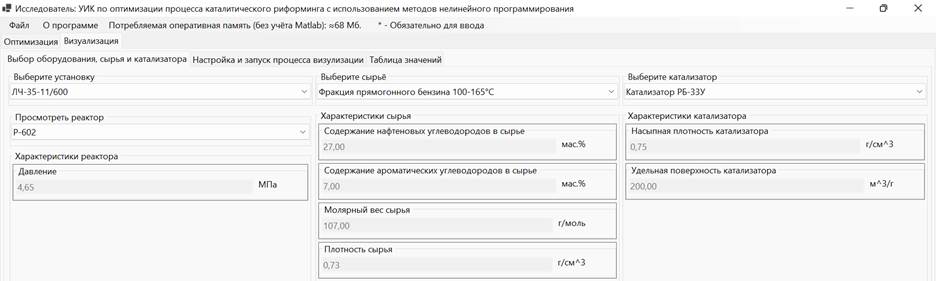 Исследователь: УИК по оптимизации процесса каталитического риформинга с использованием методов нелинейного программирования
Файл О программе Потребляемая оперативная память (без учёта Matlab): ≈68 Мб. * - Обязательно для ввода
Оптимизация Визуализация
Выбор оборудования, сырья и катализатора Настройка и запуск процесса визулизации Таблица значений
Выберите установку Выберите сырьё Выберите катализатор
ЛЧ-35-11/600 Фракция прямогонного бензина 100-165°C Катализатор РБ-33У
Просмотреть реактор Характеристики сырья Характеристики катализатора
Р-602 Содержание нафтеновых углеводородов в сырье Насыпная плотность катализатора
27,00 мас.% 0,75 г/см^3
Характеристики реактора
Давление Содержание ароматических углеводородов в сырье Удельная поверхность катализатора
4,65 МПа 7,00 мас.% 200,00 м^3/г
Молярный вес сырья
107,00 г/моль
Плотность сырья
0,73 г/см^3